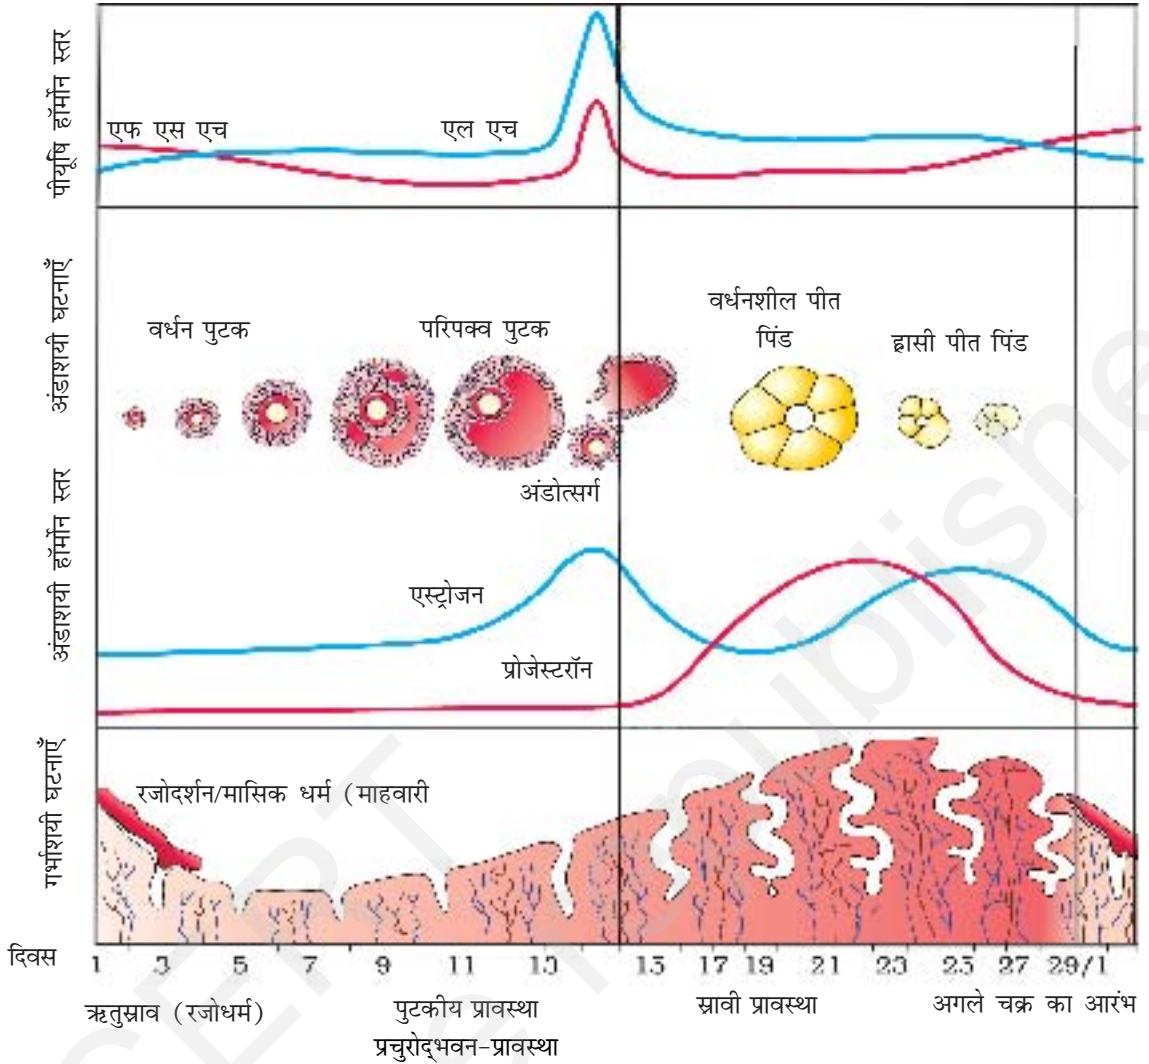 पीयूषि हॉर्मोन स्तर
एफ एस एच
एल एच
अंडाशयी घटनाएँ
वर्धन पुटक
परिपक्व पुटक
वर्धनशील पीत
पिंड
ह्रासी पीत पिंड
अंडोत्सर्ग
अंडाशयी हॉर्मोन स्तर
एस्ट्रोजन
प्रोजेस्टरॉन
गर्भाशयी घटनाएँ
रजोदर्शन/मासिक धर्म (माहवारी
दिवस 1 3 5 7 9 11 13 15 17 19 21 23 25 27 29/1
ऋतुस्राव (रजोधर्म)
पुटकीय प्रावस्था
प्रचुरोद्भवन-प्रावस्था
स्रावी प्रावस्था
अगले चक्र का आरंभ